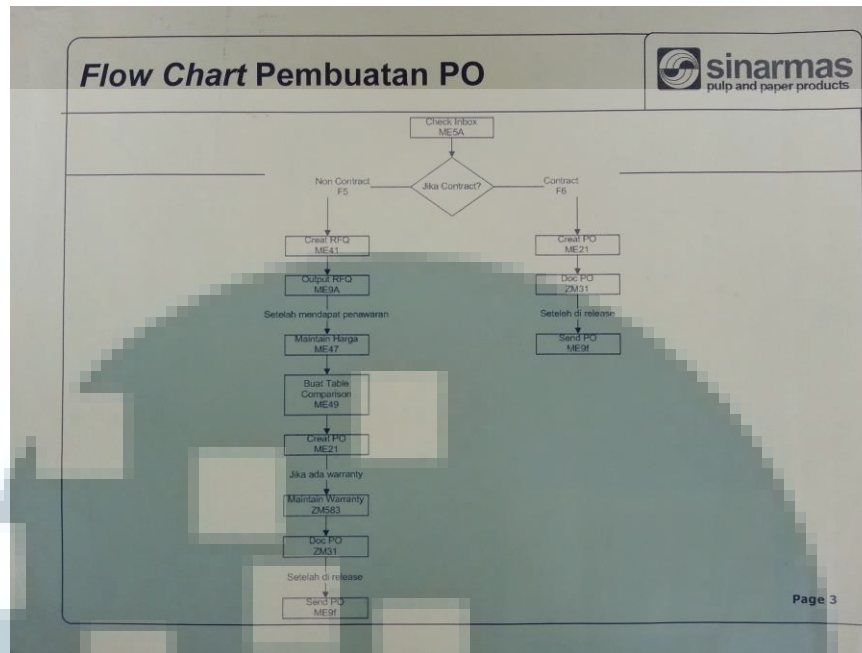 Flow Chart Pembuatan PO
sinarmas
pulp and paper products
Check Inbox
ME5A
Jika Contract?
Non Contract
F5
Contract
F6
Creat RFQ
ME41
Output RFQ
ME9A
Setelah mendapat penawaran
Maintain Harga
ME47
Buat Table
Comparison
ME49
Creat PO
ME21
Jika ada warranty
Maintain Warranty
ZM583
Doc PO
ZM31
Setelah di release
Send PO
ME9f
Creat PO
ME21
Doc PO
ZM31
Seteleh di release
Send PO
ME9f
Page 3